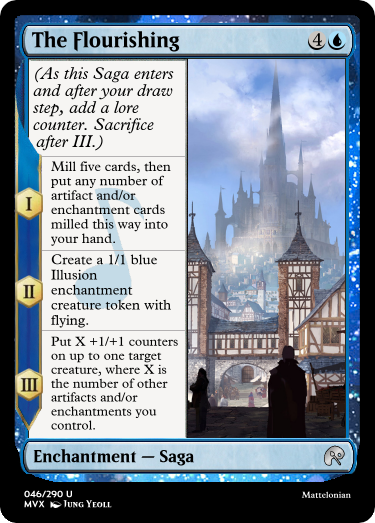 The Flourishing
4
(As this Saga enters
and after your draw
step, add a lore
counter. Sacrifice
after III.)
I
Mill five cards, then
put any number of
artifact and/or
enchantment cards
milled this way into
your hand.
II
Create a 1/1 blue
Illusion
enchantment
creature token with
flying.
III
Put X +1/+1 counters
on up to one target
creature, where X is
the number of other
artifacts and/or
enchantments you
control.
Enchantment — Saga
046/290 U
MVX Jung Yeoll
Mattelonian